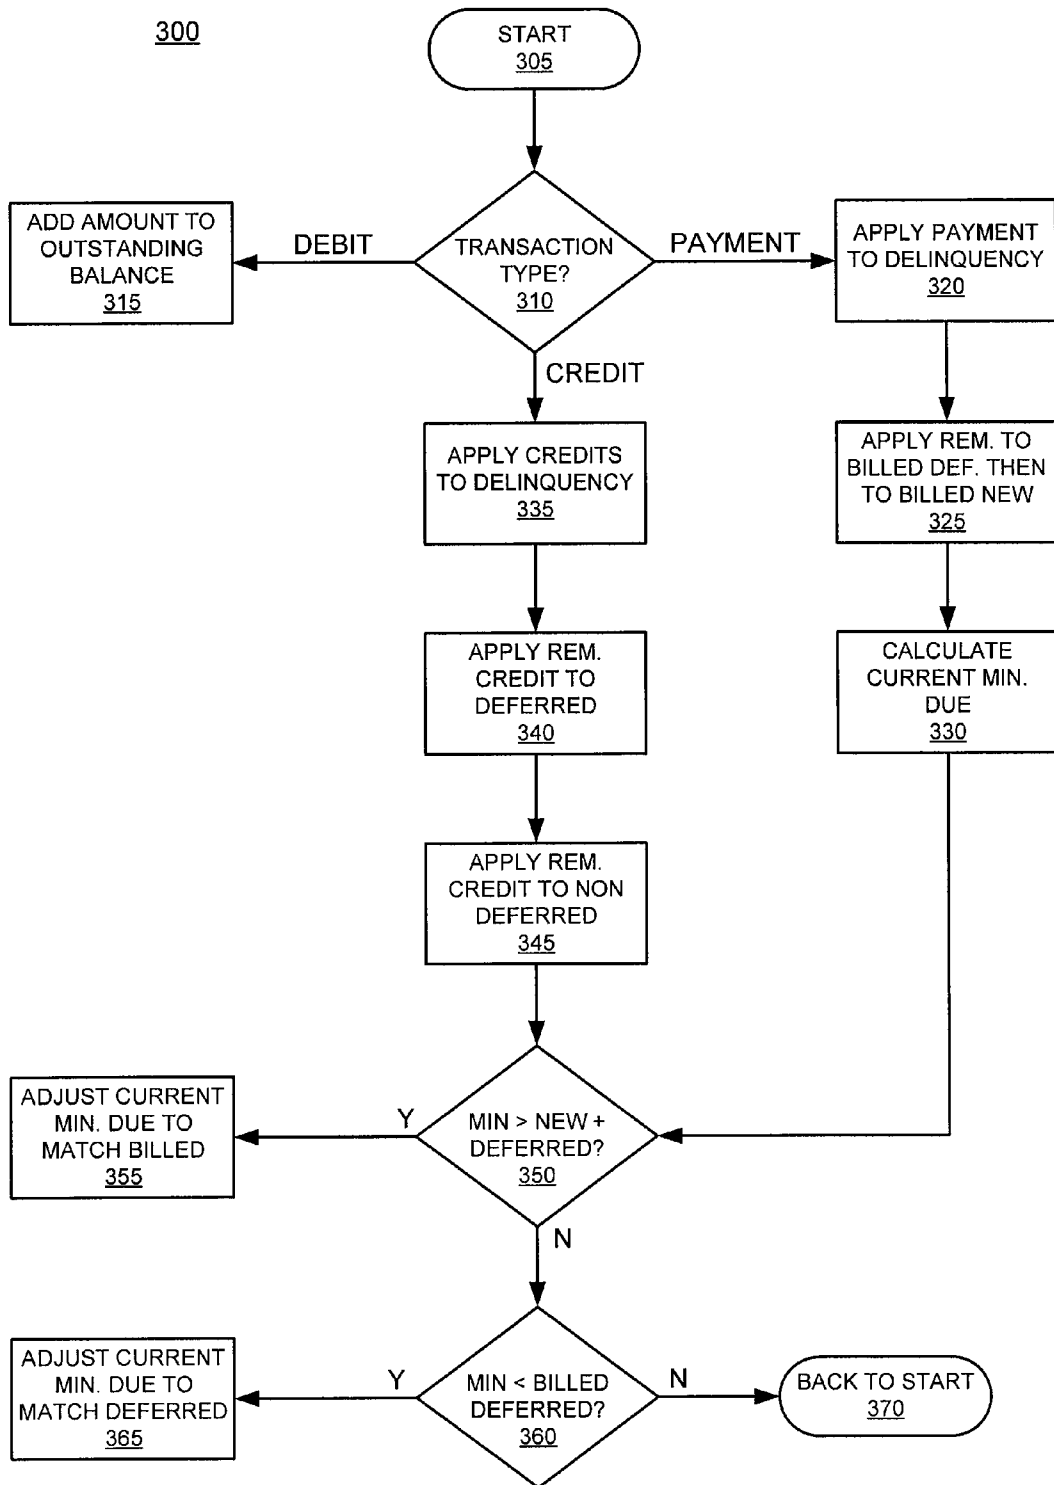 300
START
305
ADD AMOUNT TO
OUTSTANDING
BALANCE
315
DEBIT
TRANSACTION
TYPE?
310
PAYMENT
APPLY PAYMENT
TO DELINQUENCY
320
CREDIT
APPLY CREDITS
TO DELINQUENCY
335
APPLY REM. TO
BILLED DEF. THEN
TO BILLED NEW
325
APPLY REM.
CREDIT TO
DEFERRED
340
CALCULATE
CURRENT MIN.
DUE
330
APPLY REM.
CREDIT TO NON
DEFERRED
345
ADJUST CURRENT
MIN. DUE TO
MATCH BILLED
355
Y
MIN > NEW +
DEFERRED?
350
N
ADJUST CURRENT
MIN. DUE TO
MATCH DEFERRED
365
Y
MIN < BILLED
DEFERRED?
360
N
BACK TO START
370